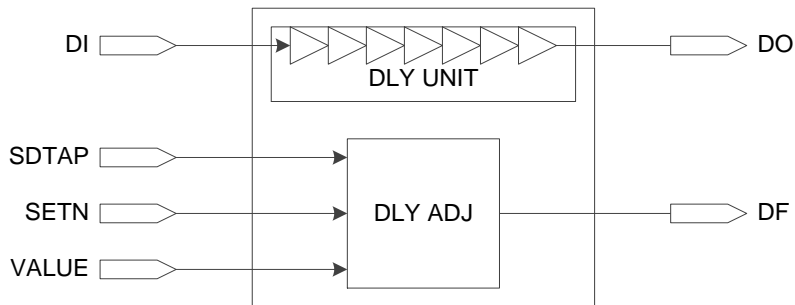 DI
DLY UNIT
DO
SDTAP
SETN
DLY ADJ
DF
VALUE